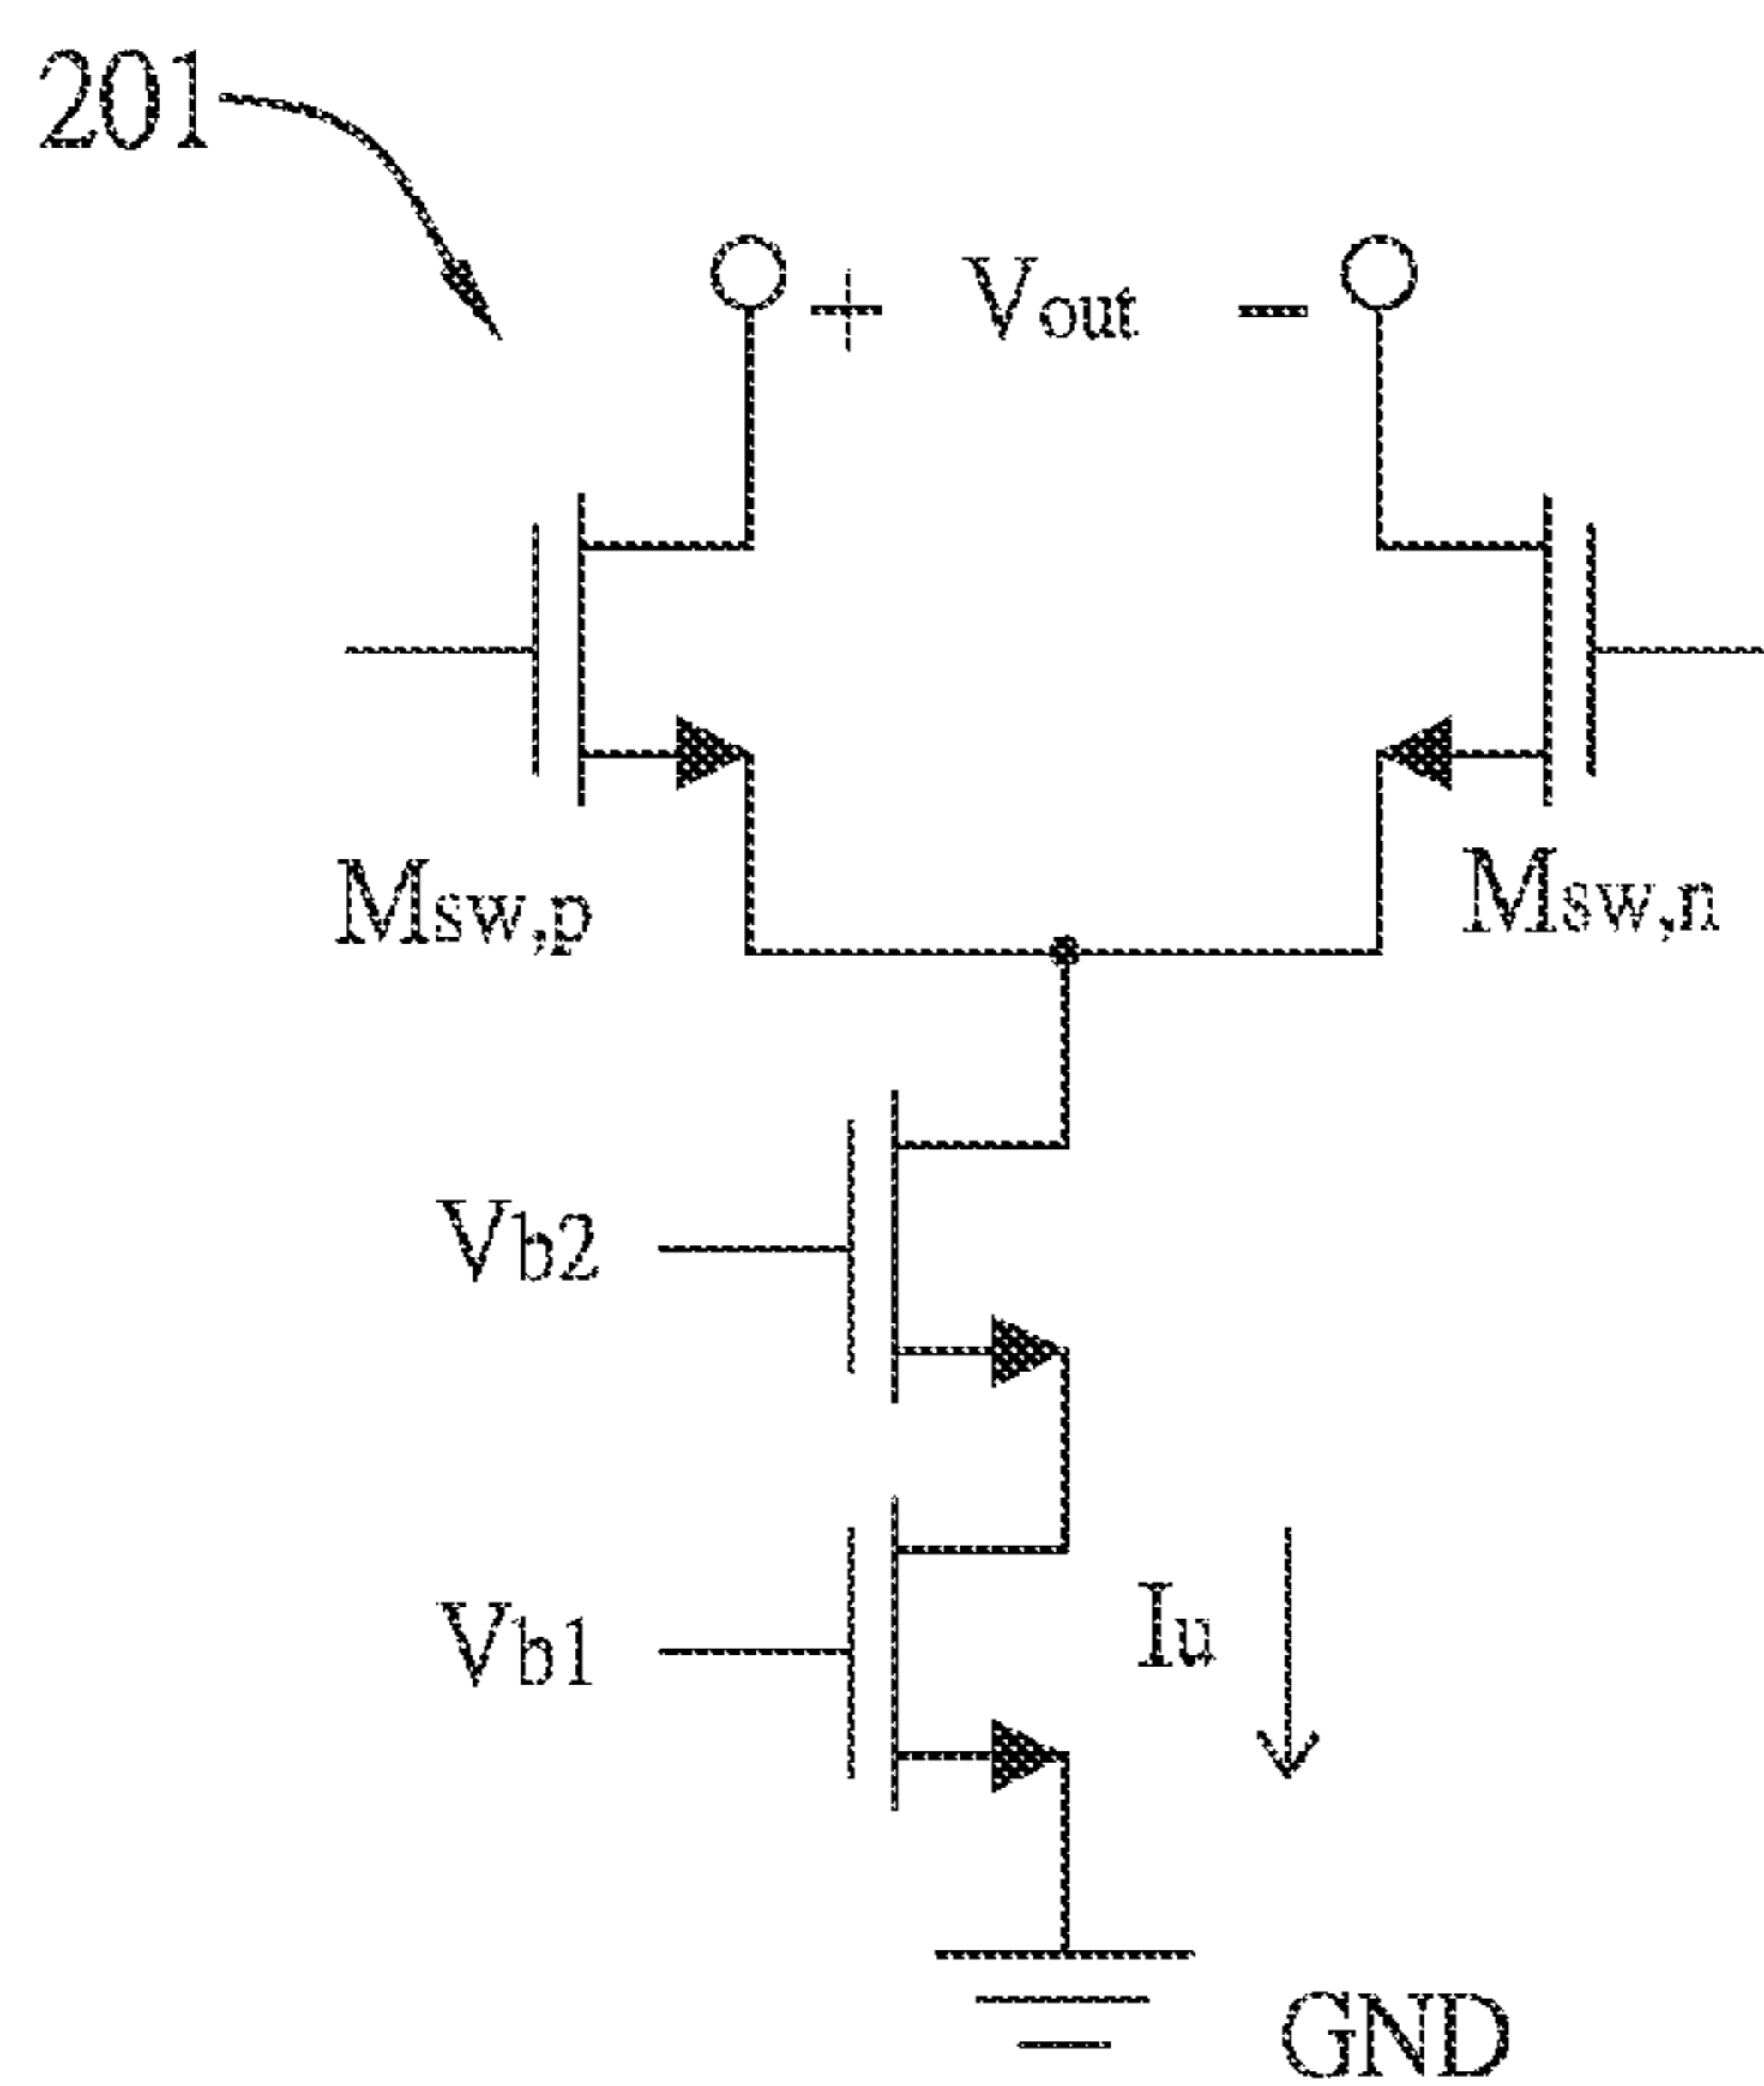 201
+ Vout −
Msw,p
Msw,n
Vb2
Vb1
Iu
GND